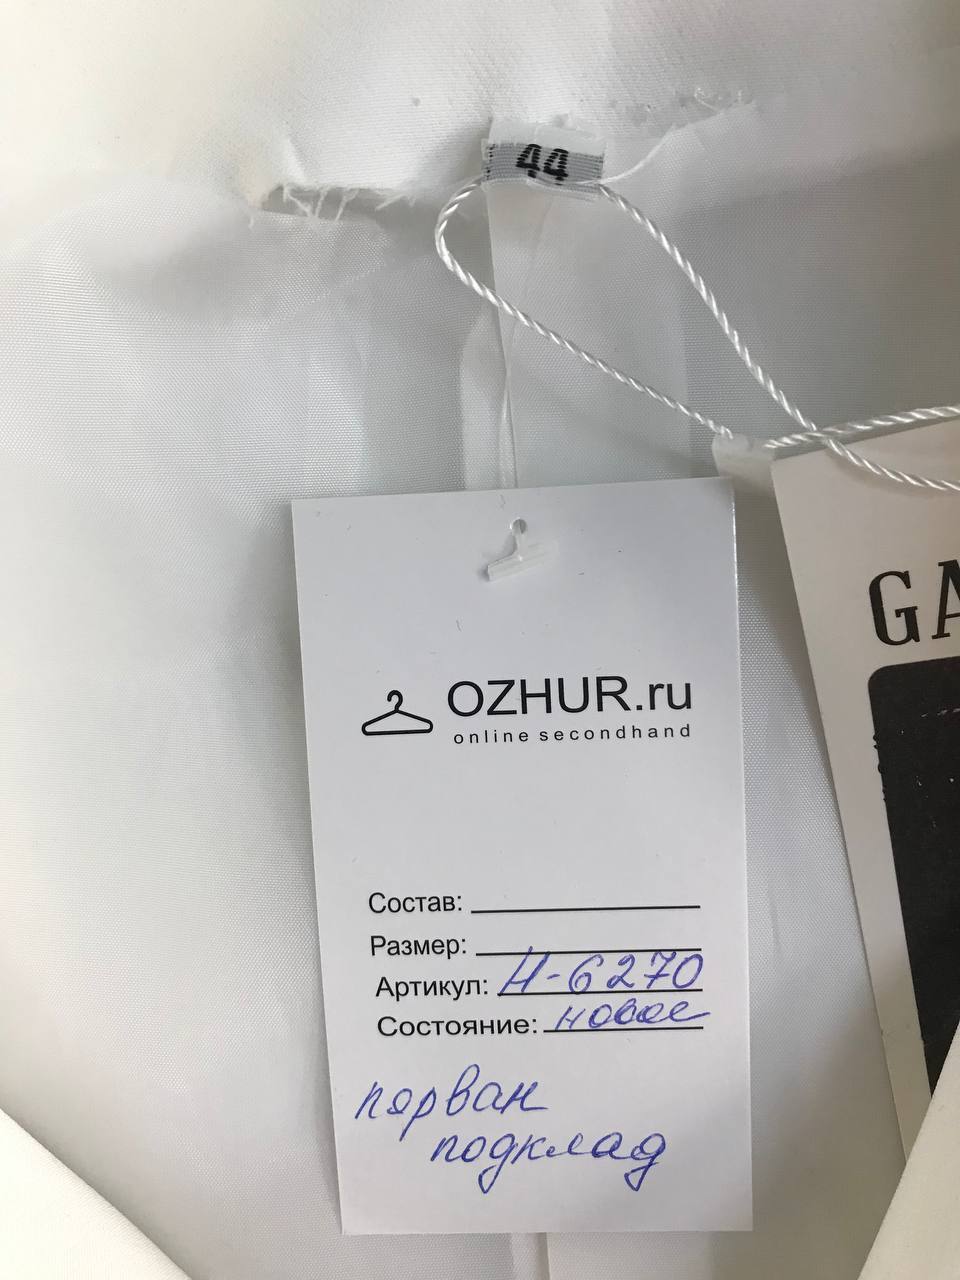 44
GA
OZHUR.ru
online secondhand
Состав:
Размер:
Артикул: Н-6270
Состояние: новое
порван
подклад